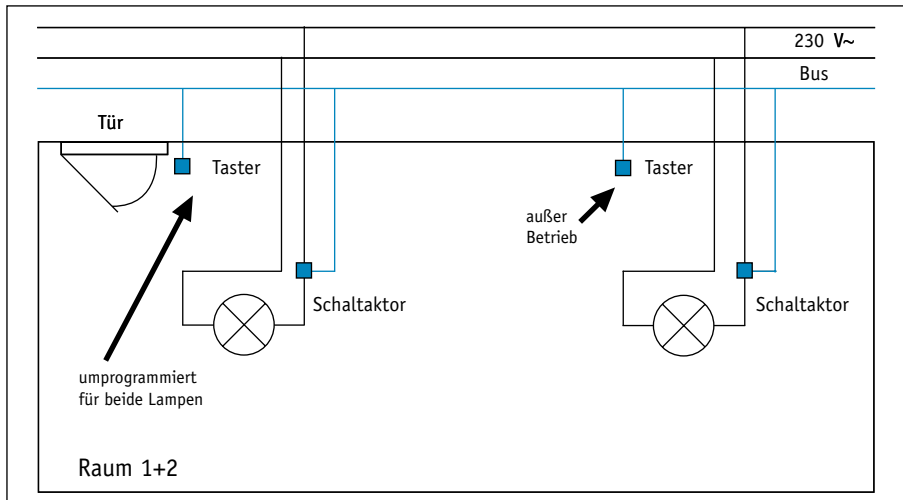 230 V~
Bus
Tür
Taster
Taster
außer
Betrieb
Schaltaktor
Schaltaktor
umprogrammiert
für beide Lampen
Raum 1+2